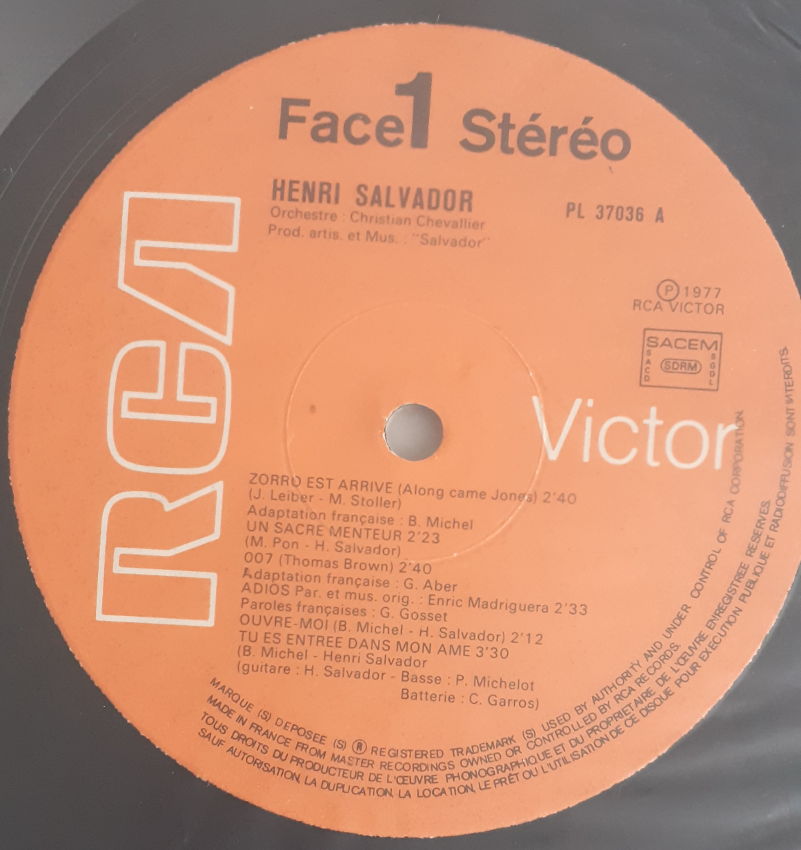 Face 1 Stéréo
HENRI SALVADOR
Orchestre : Christian Chevallier
Prod. artis. et Mus. : "Salvador"
PL 37036 A
Ⓟ 1977
RCA VICTOR
SACEM
SACD
SDRM
SGDL
RCA
Victor
ZORRO EST ARRIVE (Along came Jones) 2'40
(J. Leiber - M. Stoller)
Adaptation française : B. Michel
UN SACRE MENTEUR 2'23
(M. Pon - H. Salvador)
007 (Thomas Brown) 2'40
Adaptation française : G. Aber
ADIOS Par. et mus. orig. : Enric Madriguera 2'33
Paroles françaises : G. Gosset
OUVRE-MOI (B. Michel - H. Salvador) 2'12
TU ES ENTREE DANS MON AME 3'30
(B. Michel - Henri Salvador
(guitare : H. Salvador - Basse : P. Michelot
Batterie : C. Garros)
MARQUE (S) DEPOSEE (S) ® REGISTERED TRADEMARK (S) USED BY AUTHORITY AND UNDER CONTROL OF RCA CORPORATION.
MADE IN FRANCE FROM MASTER RECORDINGS OWNED OR CONTROLLED BY RCA RECORDS.
TOUS DROITS DU PRODUCTEUR DE L'ŒUVRE PHONOGRAPHIQUE ET DU PROPRIETAIRE DE L'ŒUVRE ENREGISTREE RESERVES.
SAUF AUTORISATION, LA DUPLICATION, LA LOCATION, LE PRÊT OU L'UTILISATION DE CE DISQUE POUR EXECUTION PUBLIQUE ET RADIODIFFUSION SONT INTERDITS.